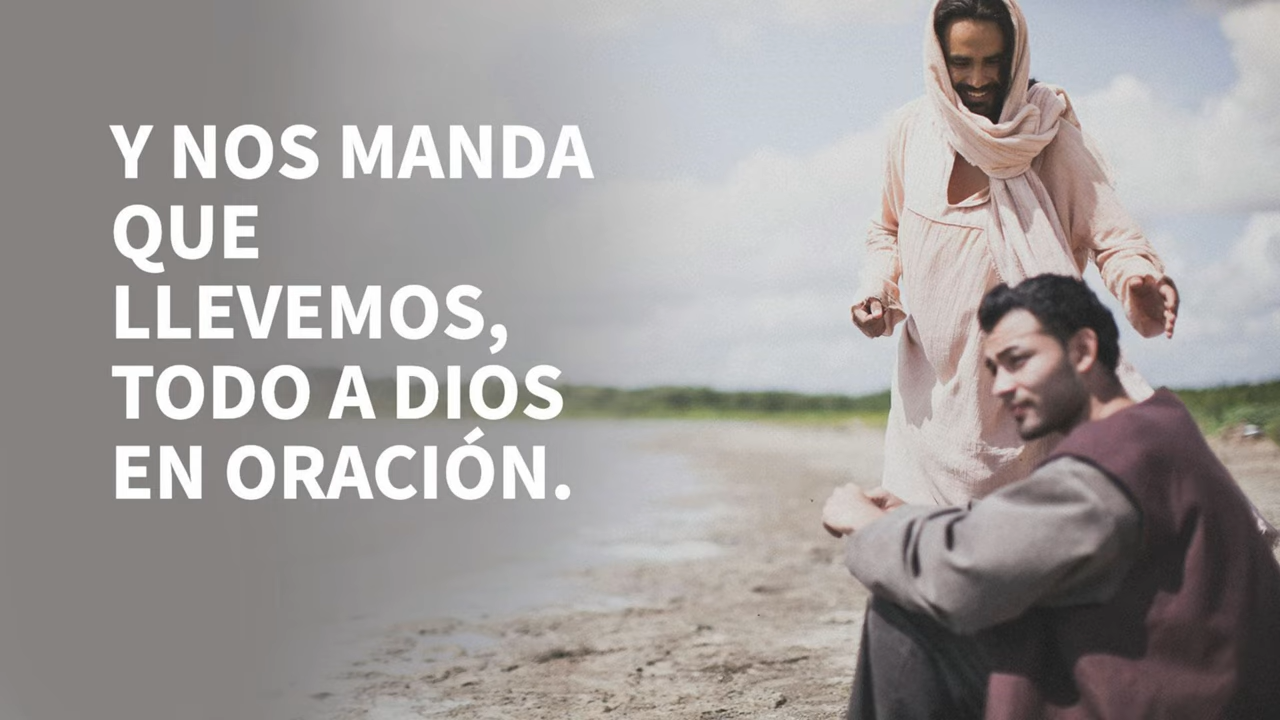 Y NOS MANDA
QUE
LLEVEMOS,
TODO A DIOS
EN ORACIÓN.